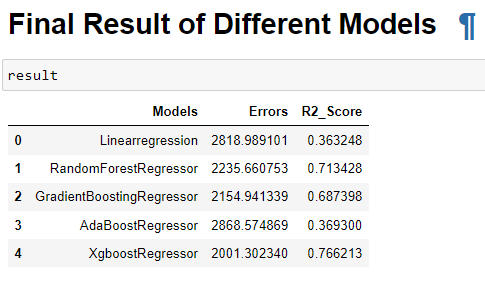 Final Result of Different Models ¶
result
Models Errors R2_Score
0 Linearregression 2818.989101 0.363248
1 RandomForestRegressor 2235.660753 0.713428
2 GradientBoostingRegressor 2154.941339 0.687398
3 AdaBoostRegressor 2868.574869 0.369300
4 XgboostRegressor 2001.302340 0.766213